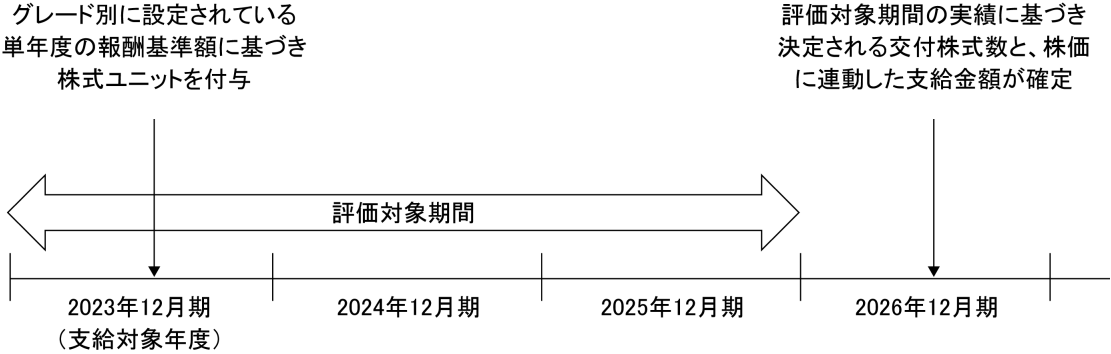 グレード別に設定されている
単年度の報酬基準額に基づき
株式ユニットを付与
評価対象期間の実績に基づき
決定される交付株式数と、株価
に連動した支給金額が確定
評価対象期間
2023年12月期
（支給対象年度）
2024年12月期
2025年12月期
2026年12月期